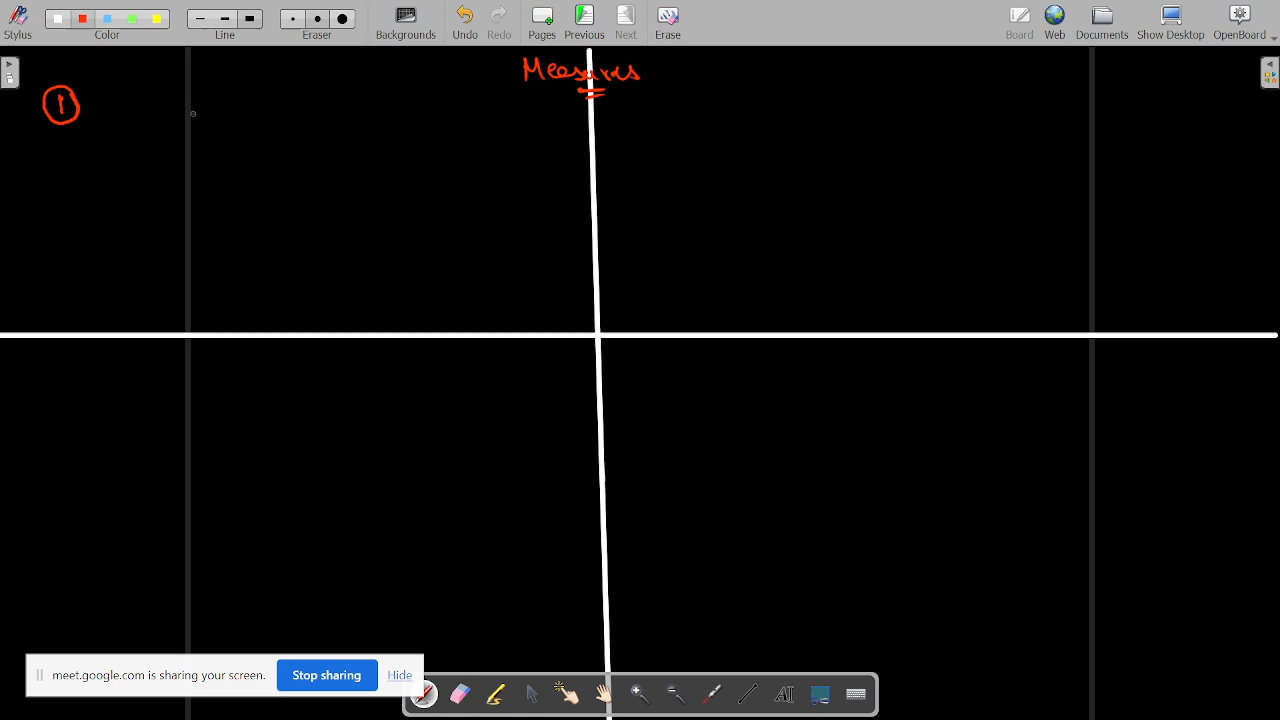 Stylus
Color
Line
Eraser
Backgrounds
Undo
Redo
Pages
Previous
Next
Erase
Board
Web
Documents
Show Desktop
OpenBoard
Measures
1
meet.google.com is sharing your screen.
Stop sharing
Hide
AI